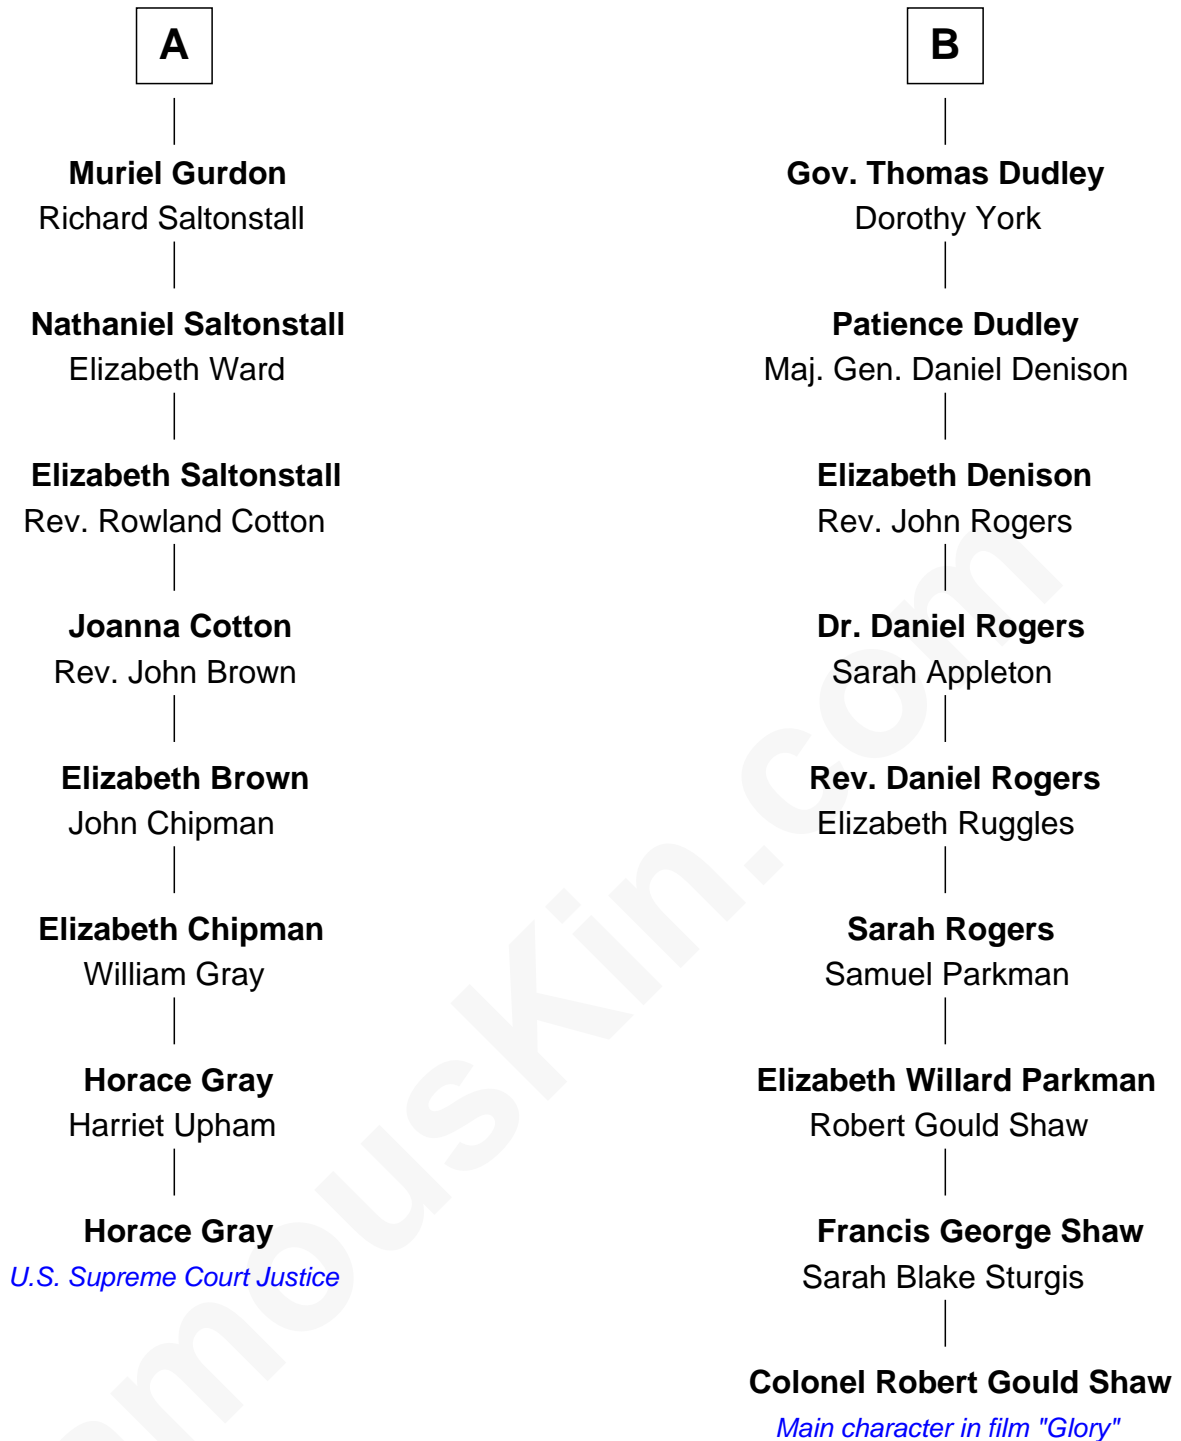 A
Muriel Gurdon
Richard Saltonstall
Nathaniel Saltonstall
Elizabeth Ward
Elizabeth Saltonstall
Rev. Rowland Cotton
Joanna Cotton
Rev. John Brown
Elizabeth Brown
John Chipman
Elizabeth Chipman
William Gray
Horace Gray
Harriet Upham
Horace Gray
U.S. Supreme Court Justice
B
Gov. Thomas Dudley
Dorothy York
Patience Dudley
Maj. Gen. Daniel Denison
Elizabeth Denison
Rev. John Rogers
Dr. Daniel Rogers
Sarah Appleton
Rev. Daniel Rogers
Elizabeth Ruggles
Sarah Rogers
Samuel Parkman
Elizabeth Willard Parkman
Robert Gould Shaw
Francis George Shaw
Sarah Blake Sturgis
Colonel Robert Gould Shaw
Main character in film "Glory"
amouskin.com